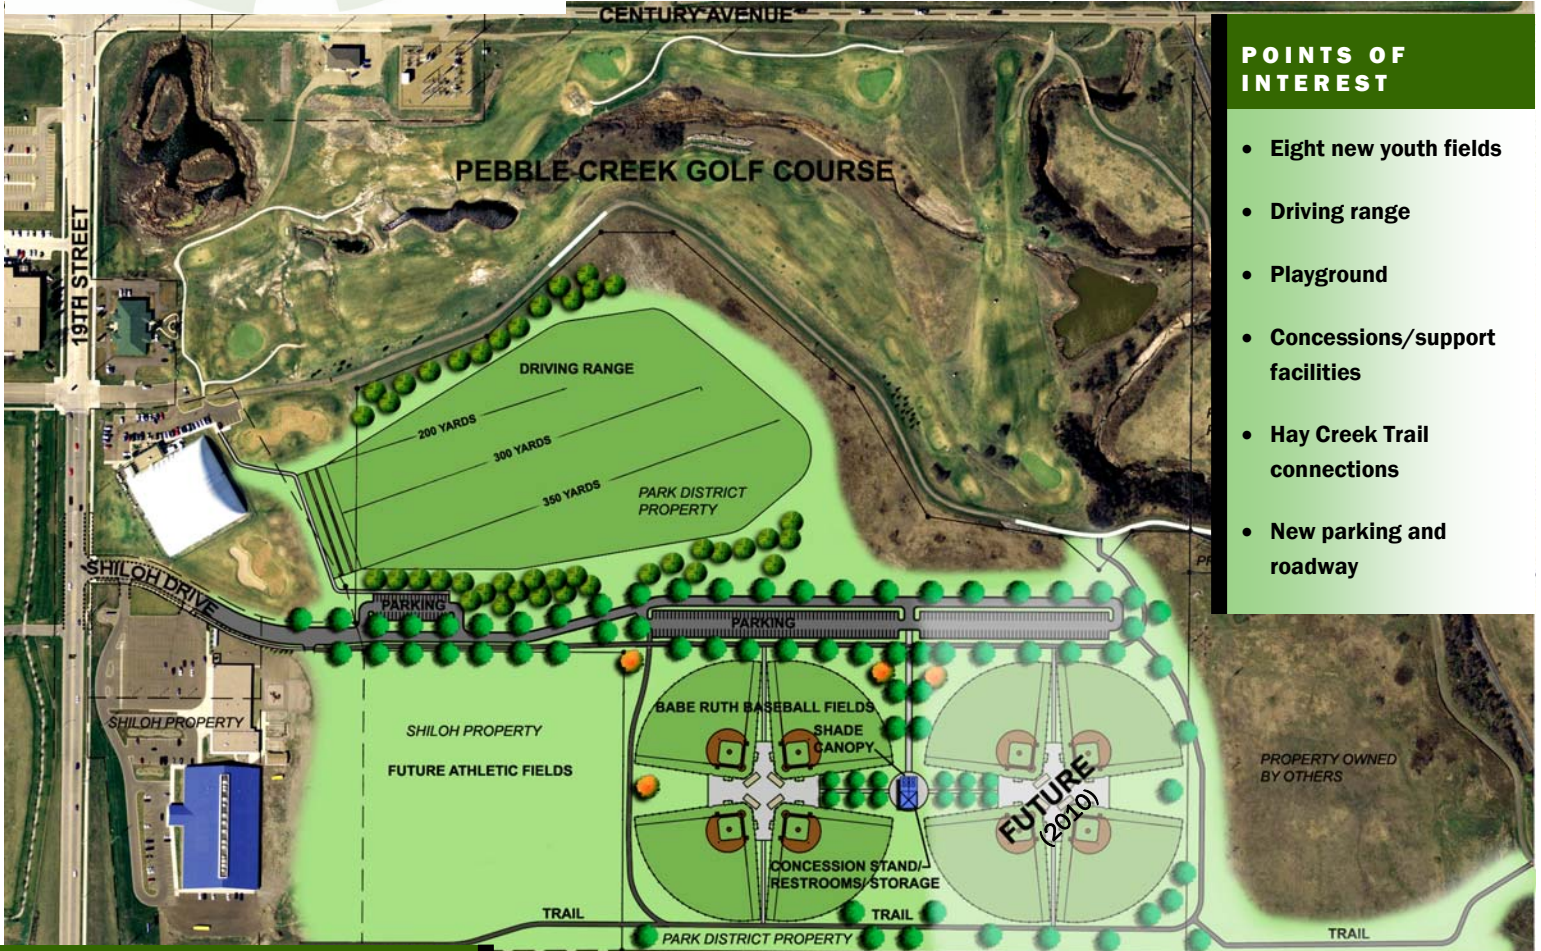 CENTURY AVENUE
PEBBLE CREEK GOLF COURSE
19TH STREET
DRIVING RANGE
200 YARDS
300 YARDS
350 YARDS
PARK DISTRICT
PROPERTY
SHILOH DRIVE
PARKING
PARKING
SHILOH PROPERTY
SHILOH PROPERTY
FUTURE ATHLETIC FIELDS
BABE RUTH BASEBALL FIELDS
SHADE
CANOPY
FUTURE
(2010)
CONCESSION STAND/
RESTROOMS/ STORAGE
PROPERTY OWNED
BY OTHERS
TRAIL
TRAIL
TRAIL
PARK DISTRICT PROPERTY
POINTS OF
INTEREST
• Eight new youth fields
• Driving range
• Playground
• Concessions/support
facilities
• Hay Creek Trail
connections
• New parking and
roadway